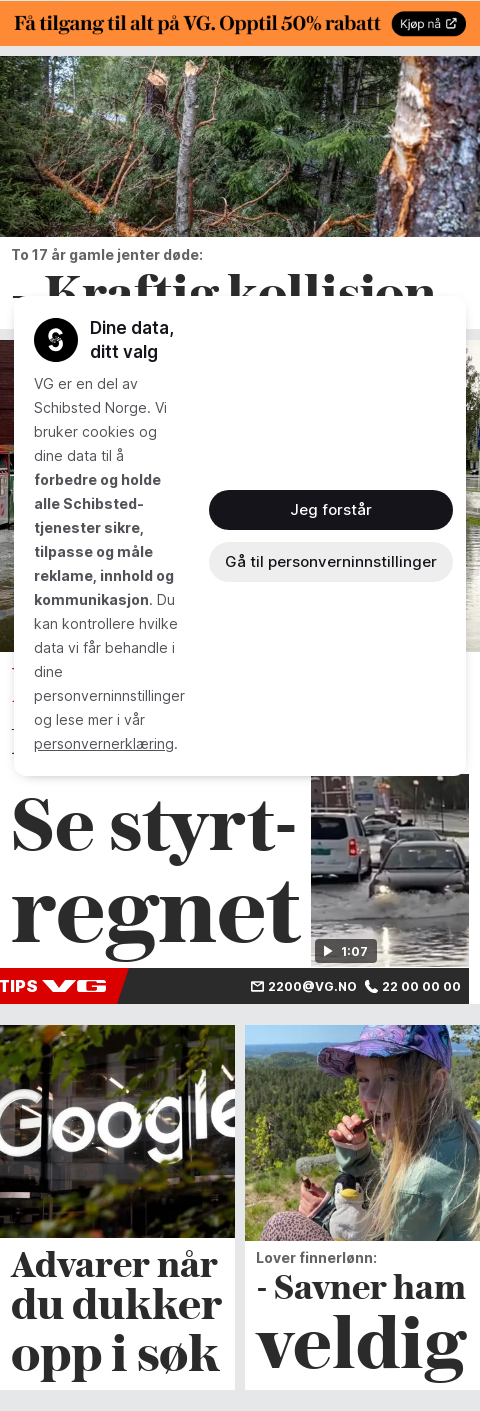 Få tilgang til alt på VG. Opptil 50% rabatt
Kjøp nå
To 17 år gamle jenter døde:
- Kraftig kollisjon
Dine data,
ditt valg
VG er en del av
Schibsted Norge. Vi
bruker cookies og
dine data til å
forbedre og holde
alle Schibsted-
tjenester sikre,
tilpasse og måle
reklame, innhold og
kommunikasjon. Du
kan kontrollere hvilke
data vi får behandle i
dine
personverninnstillinger
og lese mer i vår
personvernerklæring.
Jeg forstår
Gå til personverninnstillinger
Se styrt-
regnet
1:07
TIPS VG
2200@VG.NO
22 00 00 00
Google
Advarer når
du dukker
opp i søk
Lover finnerlønn:
- Savner ham
veldig